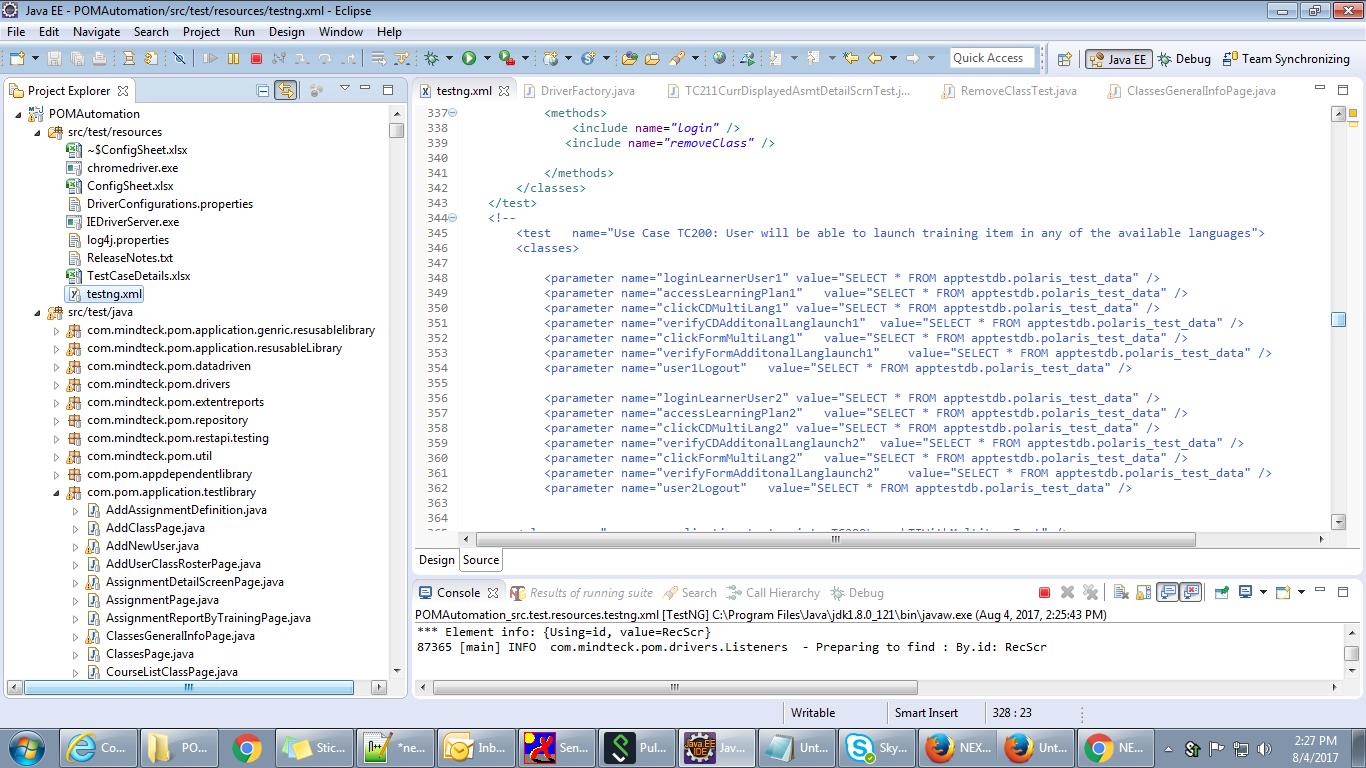 Java EE - POMAutomation/src/test/resources/testng.xml - Eclipse
File Edit Navigate Search Project Run Design Window Help
Quick Access Java EE Debug Team Synchronizing
Project Explorer
POMAutomation
src/test/resources
~$ConfigSheet.xlsx
chromedriver.exe
ConfigSheet.xlsx
DriverConfigurations.properties
IEDriverServer.exe
log4j.properties
ReleaseNotes.txt
TestCaseDetails.xlsx
testng.xml
src/test/java
com.mindteck.pom.application.genric.resusablelibrary
com.mindteck.pom.application.resusableLibrary
com.mindteck.pom.datadriven
com.mindteck.pom.drivers
com.mindteck.pom.extentreports
com.mindteck.pom.repository
com.mindteck.pom.restapi.testing
com.mindteck.pom.util
com.pom.appdependentlibrary
com.pom.application.testlibrary
AddAssignmentDefinition.java
AddClassPage.java
AddNewUser.java
AddUserClassRosterPage.java
AssignmentDetailScreenPage.java
AssignmentPage.java
AssignmentReportByTrainingPage.java
ClassesGeneralInfoPage.java
ClassesPage.java
CourseListClassPage.java
testng.xml DriverFactory.java TC211CurrDisplayedAsmtDetailScrnTest.j... RemoveClassTest.java ClassesGeneralInfoPage.java
337 <methods>
338 <include name="login" />
339 <include name="removeClass" />
340
341 </methods>
342 </classes>
343 </test>
344 <!--
345 <test name="Use Case TC200: User will be able to launch training item in any of the available languages">
346 <classes>
347
348 <parameter name="loginLearnerUser1" value="SELECT * FROM apptestdb.polaris_test_data" />
349 <parameter name="accessLearningPlan1" value="SELECT * FROM apptestdb.polaris_test_data" />
350 <parameter name="clickCDMultiLang1" value="SELECT * FROM apptestdb.polaris_test_data" />
351 <parameter name="verifyCDAdditonalLanglaunch1" value="SELECT * FROM apptestdb.polaris_test_data" />
352 <parameter name="clickFormMultiLang1" value="SELECT * FROM apptestdb.polaris_test_data" />
353 <parameter name="verifyFormAdditonalLanglaunch1" value="SELECT * FROM apptestdb.polaris_test_data" />
354 <parameter name="user1Logout" value="SELECT * FROM apptestdb.polaris_test_data" />
355
356 <parameter name="loginLearnerUser2" value="SELECT * FROM apptestdb.polaris_test_data" />
357 <parameter name="accessLearningPlan2" value="SELECT * FROM apptestdb.polaris_test_data" />
358 <parameter name="clickCDMultiLang2" value="SELECT * FROM apptestdb.polaris_test_data" />
359 <parameter name="verifyCDAdditonalLanglaunch2" value="SELECT * FROM apptestdb.polaris_test_data" />
360 <parameter name="clickFormMultiLang2" value="SELECT * FROM apptestdb.polaris_test_data" />
361 <parameter name="verifyFormAdditonalLanglaunch2" value="SELECT * FROM apptestdb.polaris_test_data" />
362 <parameter name="user2Logout" value="SELECT * FROM apptestdb.polaris_test_data" />
363
364
Design Source
Console Results of running suite Search Call Hierarchy Debug
POMAutomation_src.test.resources.testng.xml [TestNG] C:\Program Files\Java\jdk1.8.0_121\bin\javaw.exe (Aug 4, 2017, 2:25:43 PM)
*** Element info: {Using=id, value=RecScr}
87365 [main] INFO com.mindteck.pom.drivers.Listeners - Preparing to find : By.id: RecScr
Writable Smart Insert 328 : 23
Co... PO... Stic... *ne... Inb... Sen... Pul... Jav... Unt... Sky... NEX... Unt... NE...
2:27 PM
8/4/2017